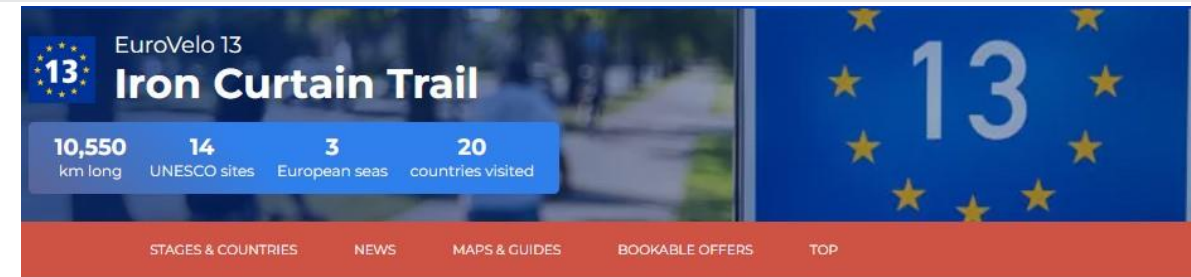 EuroVelo 13
13
Iron Curtain Trail
10,550 14 3 20
km long UNESCO sites European seas countries visited
13
STAGES & COUNTRIES NEWS MAPS & GUIDES BOOKABLE OFFERS TOP